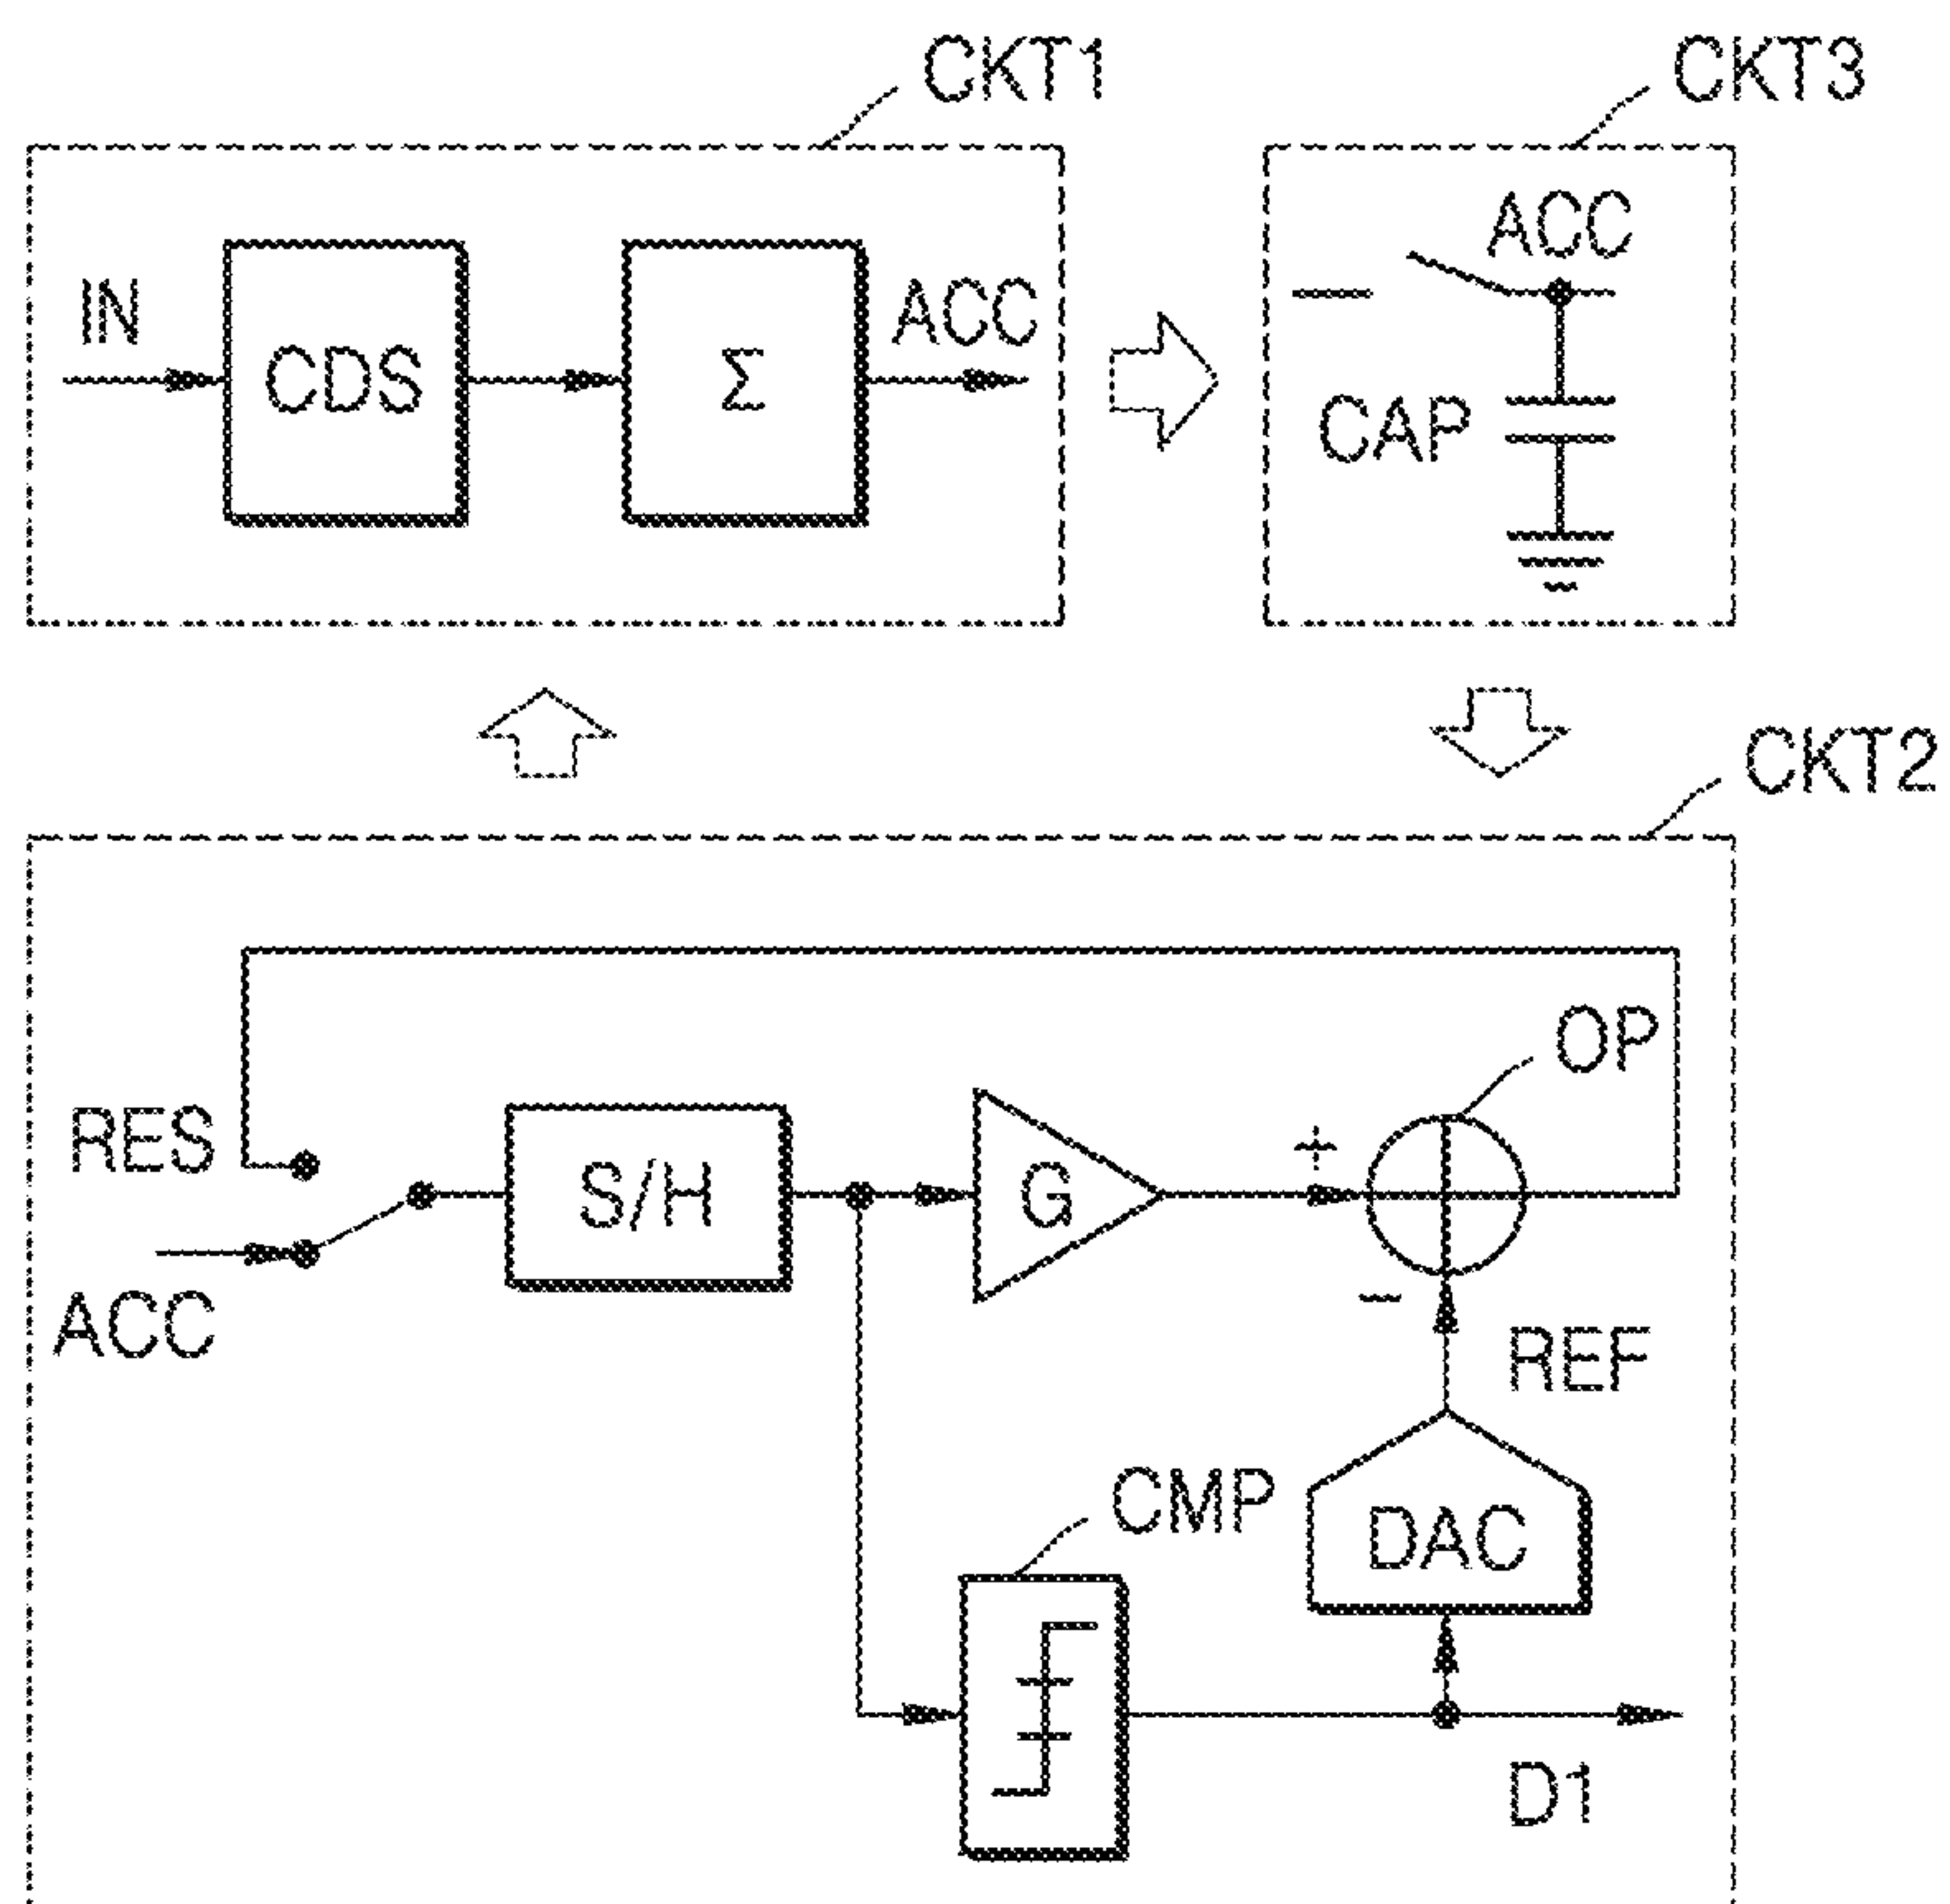 CKT1
CKT3
IN
CDS
Σ
ACC
ACC
CAP
CKT2
OP
RES
S/H
G
+
ACC
-
REF
CMP
DAC
D1